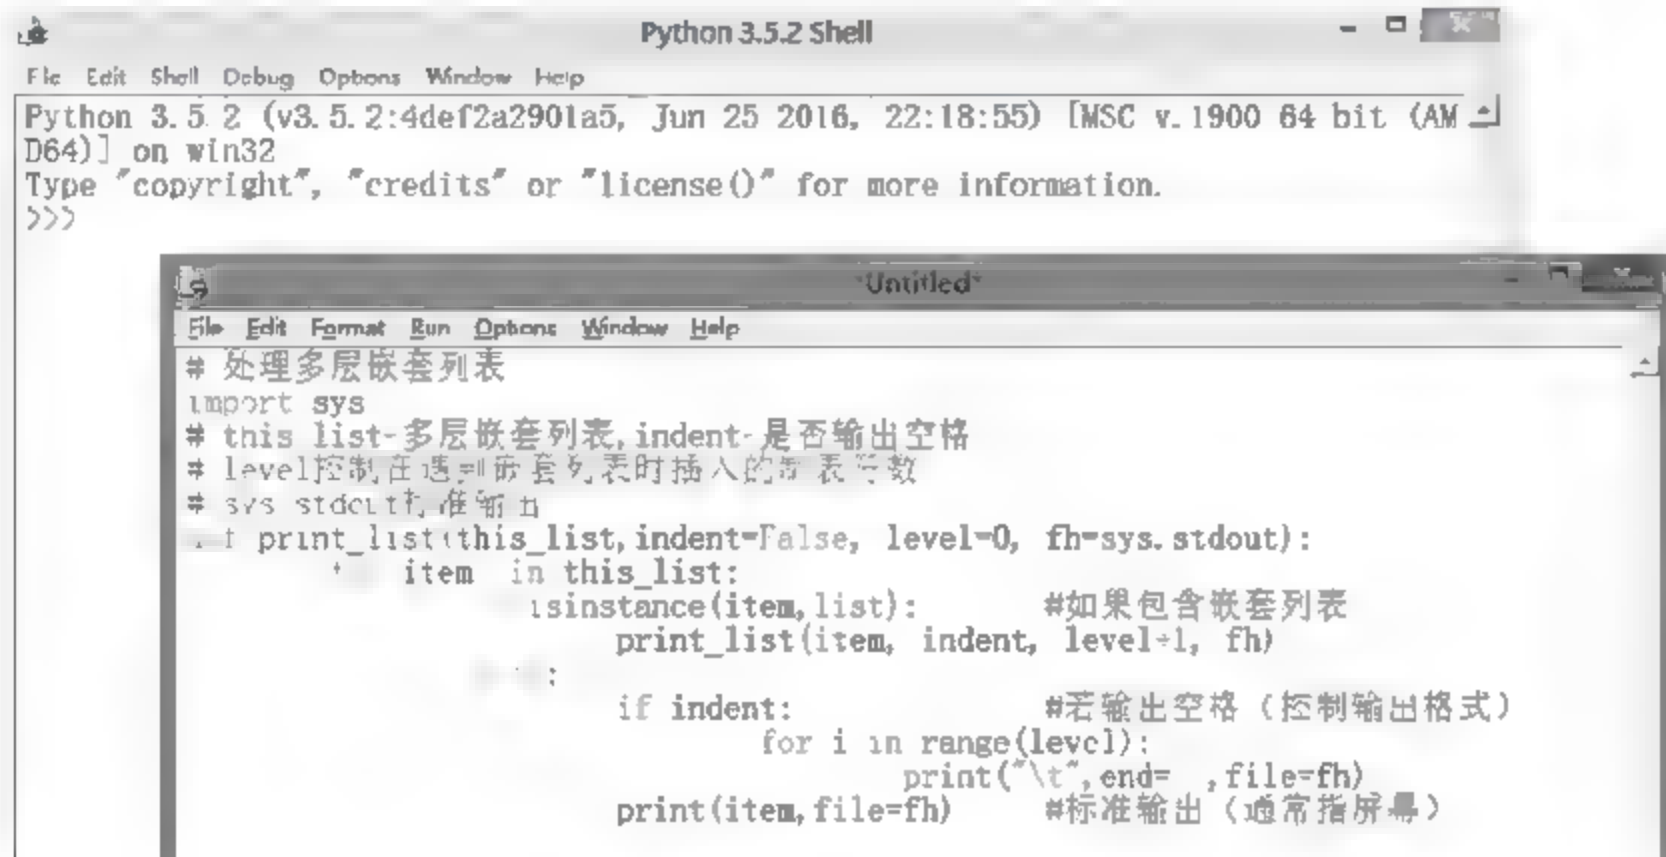 Python 3.5.2 Shell
File Edit Shell Debug Options Window Help
Python 3.5.2 (v3.5.2:4def2a2901a5, Jun 25 2016, 22:18:55) [MSC v.1900 64 bit (AM
D64)] on win32
Type "copyright", "credits" or "license()" for more information.
>>>
*Untitled*
File Edit Format Run Options Window Help
# 处理多层嵌套列表
import sys
# this list-多层嵌套列表,indent-是否输出空格
# level控制在遇到嵌套列表时插入的制表符数
# sys stdout标准输出
print_list(this_list,indent=False, level=0, fh=sys.stdout):
item in this_list:
isinstance(item,list): #如果包含嵌套列表
print_list(item, indent, level+1, fh)
:
if indent: #若输出空格（控制输出格式）
for i in range(level):
print("\t",end= ,file=fh)
print(item,file=fh) #标准输出（通常指屏幕）